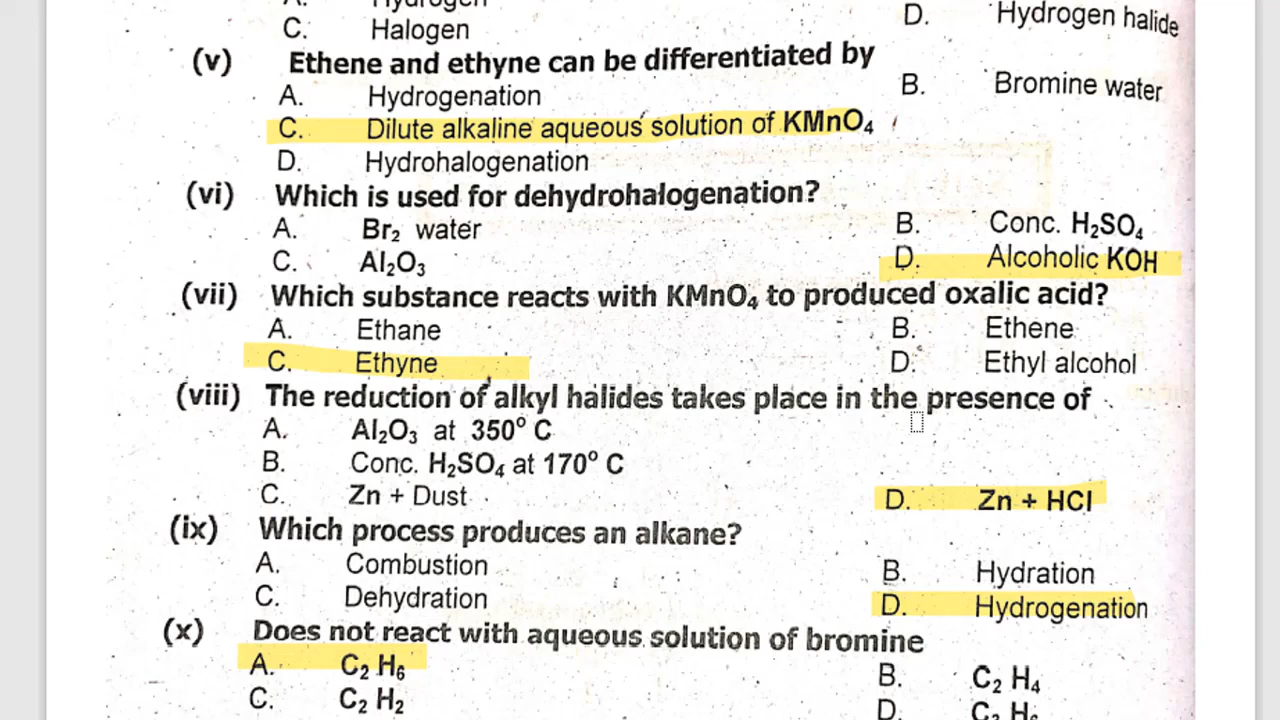 A. Hydrogen
C. Halogen D. Hydrogen halide
(v) Ethene and ethyne can be differentiated by
A. Hydrogenation B. Bromine water
C. Dilute alkaline aqueous solution of KMnO₄
D. Hydrohalogenation
(vi) Which is used for dehydrohalogenation?
A. Br₂ water B. Conc. H₂SO₄
C. Al₂O₃ D. Alcoholic KOH
(vii) Which substance reacts with KMnO₄ to produced oxalic acid?
A. Ethane B. Ethene
C. Ethyne D. Ethyl alcohol
(viii) The reduction of alkyl halides takes place in the presence of
A. Al₂O₃ at 350° C
B. Conc. H₂SO₄ at 170° C
C. Zn + Dust D. Zn + HCl
(ix) Which process produces an alkane?
A. Combustion B. Hydration
C. Dehydration D. Hydrogenation
(x) Does not react with aqueous solution of bromine
A. C₂ H₆ B. C₂ H₄
C. C₂ H₂ D.